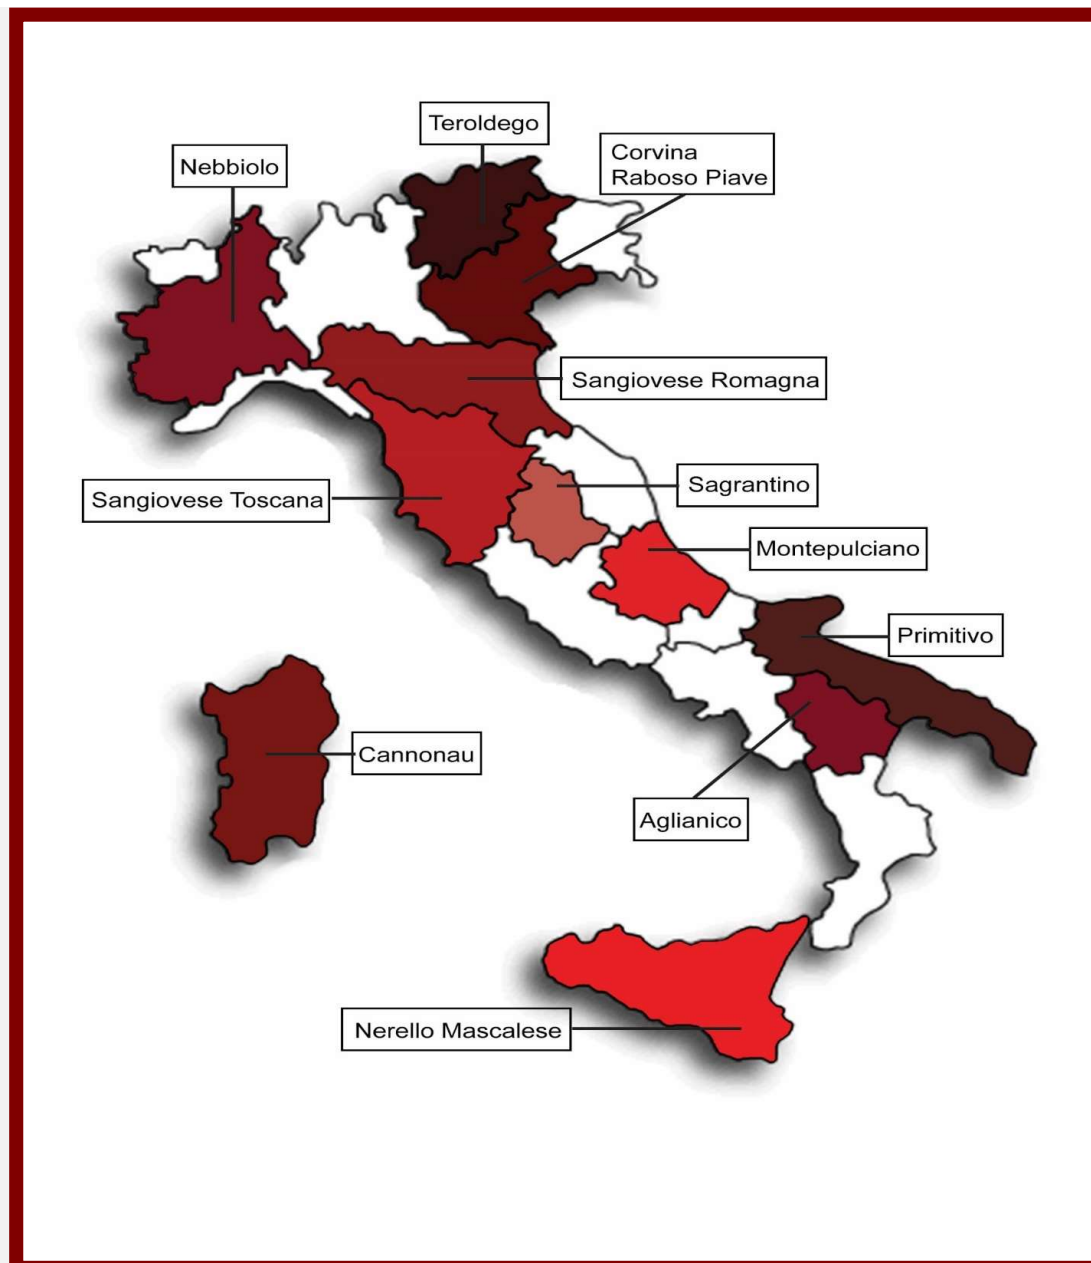 Teroldego
Corvina
Raboso Piave
Nebbiolo
Sangiovese Romagna
Sagrantino
Sangiovese Toscana
Montepulciano
Primitivo
Cannonau
Aglianico
Nerello Mascalese